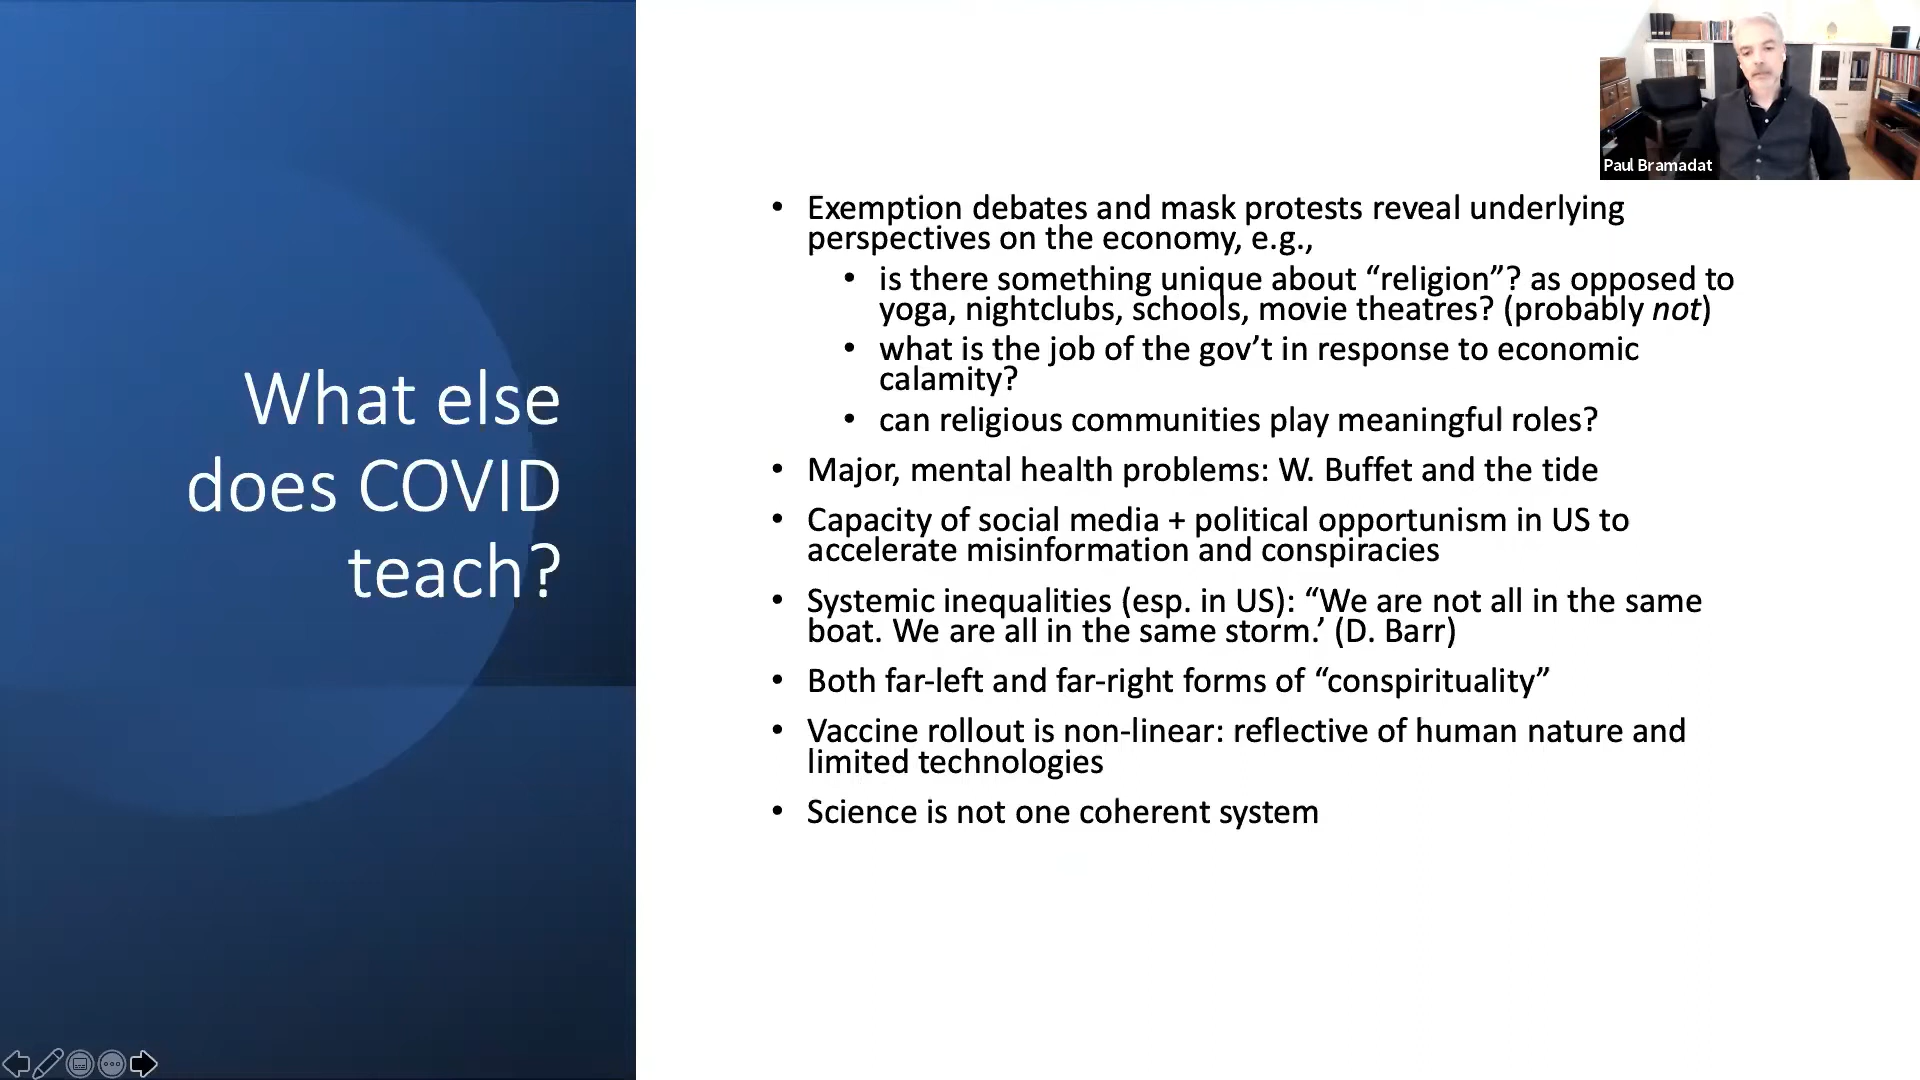 What else
does COVID
teach?
Paul Bramadat
• Exemption debates and mask protests reveal underlying
perspectives on the economy, e.g.,
• is there something unique about “religion”? as opposed to
yoga, nightclubs, schools, movie theatres? (probably not)
• what is the job of the gov’t in response to economic
calamity?
• can religious communities play meaningful roles?
• Major, mental health problems: W. Buffet and the tide
• Capacity of social media + political opportunism in US to
accelerate misinformation and conspiracies
• Systemic inequalities (esp. in US): “We are not all in the same
boat. We are all in the same storm.’ (D. Barr)
• Both far-left and far-right forms of “conspirituality”
• Vaccine rollout is non-linear: reflective of human nature and
limited technologies
• Science is not one coherent system